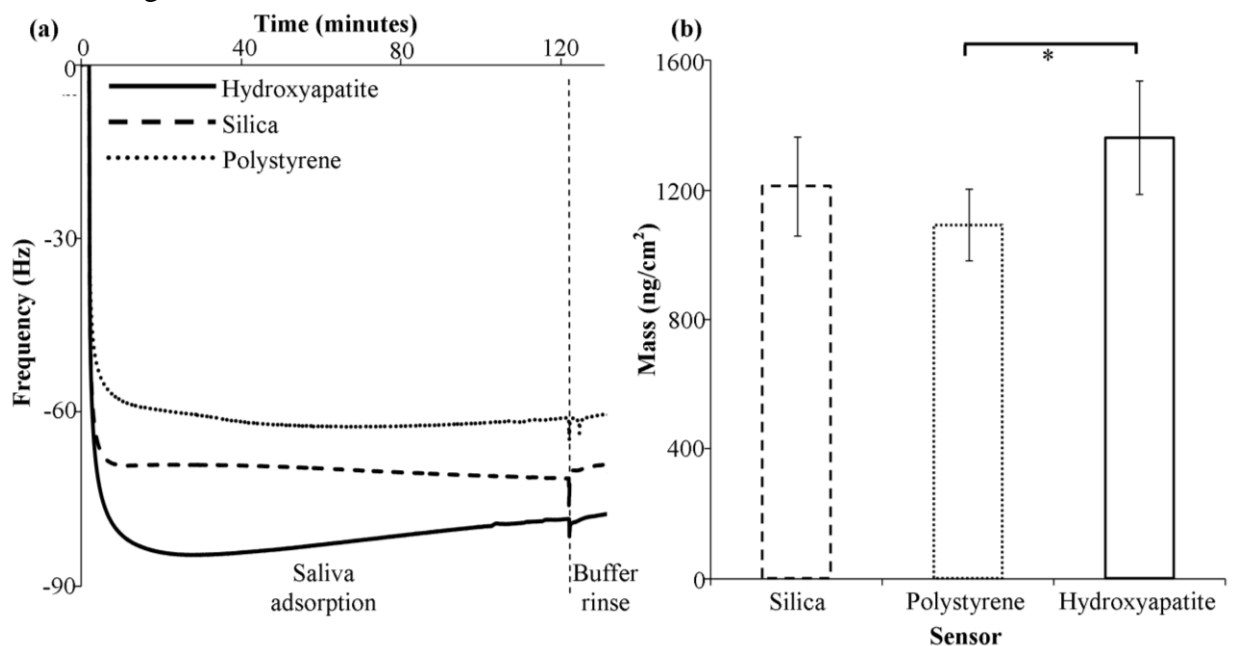 (a)
Time (minutes)
0 40 80 120
0
-30
-60
-90
Frequency (Hz)
Hydroxyapatite
Silica
Polystyrene
Saliva
adsorption
Buffer
rinse
(b)
*
1600
1200
800
400
0
Mass (ng/cm²)
Silica Polystyrene Hydroxyapatite
Sensor